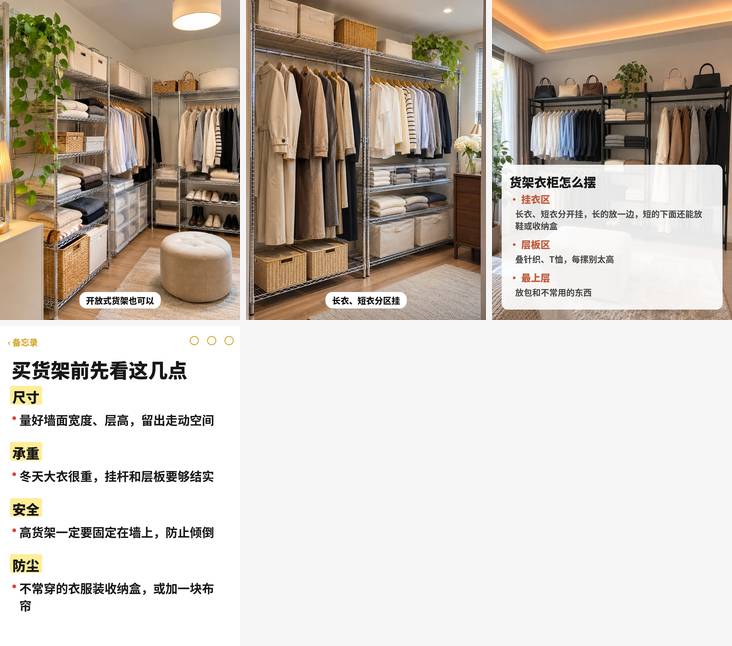 开放式货架也可以
长衣、短衣分区挂
货架衣柜怎么摆
• 挂衣区
长衣、短衣分开挂，长的放一边，短的下面还能放
鞋或收纳盒
• 层板区
叠针织、T恤，每摞别太高
• 最上层
放包和不常用的东西
‹ 备忘录
买货架前先看这几点
尺寸
• 量好墙面宽度、层高，留出走动空间
承重
• 冬天大衣很重，挂杆和层板要够结实
安全
• 高货架一定要固定在墙上，防止倾倒
防尘
• 不常穿的衣服装收纳盒，或加一块布
帘